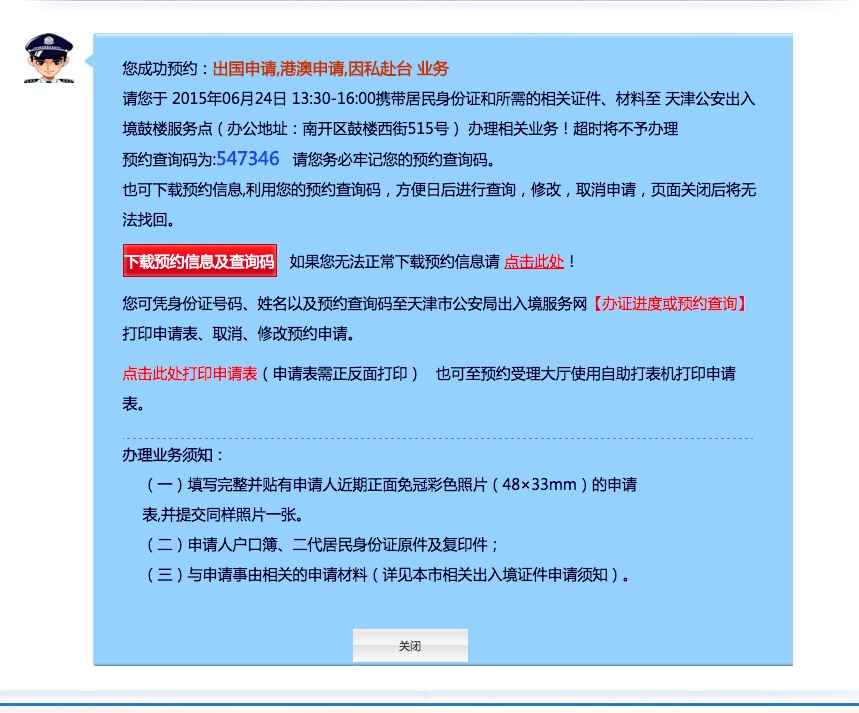 您成功预约：出国申请,港澳申请,因私赴台 业务
请您于 2015年06月24日 13:30-16:00携带居民身份证和所需的相关证件、材料至 天津公安出入
境鼓楼服务点（办公地址：南开区鼓楼西街515号 ）办理相关业务！超时将不予办理
预约查询码为:547346 请您务必牢记您的预约查询码。
也可下载预约信息,利用您的预约查询码，方便日后进行查询，修改，取消申请，页面关闭后将无
法找回。
下载预约信息及查询码 如果您无法正常下载预约信息请 点击此处！
您可凭身份证号码、姓名以及预约查询码至天津市公安局出入境服务网【办证进度或预约查询】
打印申请表、取消、修改预约申请。
点击此处打印申请表（申请表需正反面打印） 也可至预约受理大厅使用自助打表机打印申请
表。
办理业务须知：
（一）填写完整并贴有申请人近期正面免冠彩色照片（48×33mm）的申请
表,并提交同样照片一张。
（二）申请人户口簿、二代居民身份证原件及复印件；
（三）与申请事由相关的申请材料（详见本市相关出入境证件申请须知）。
关闭